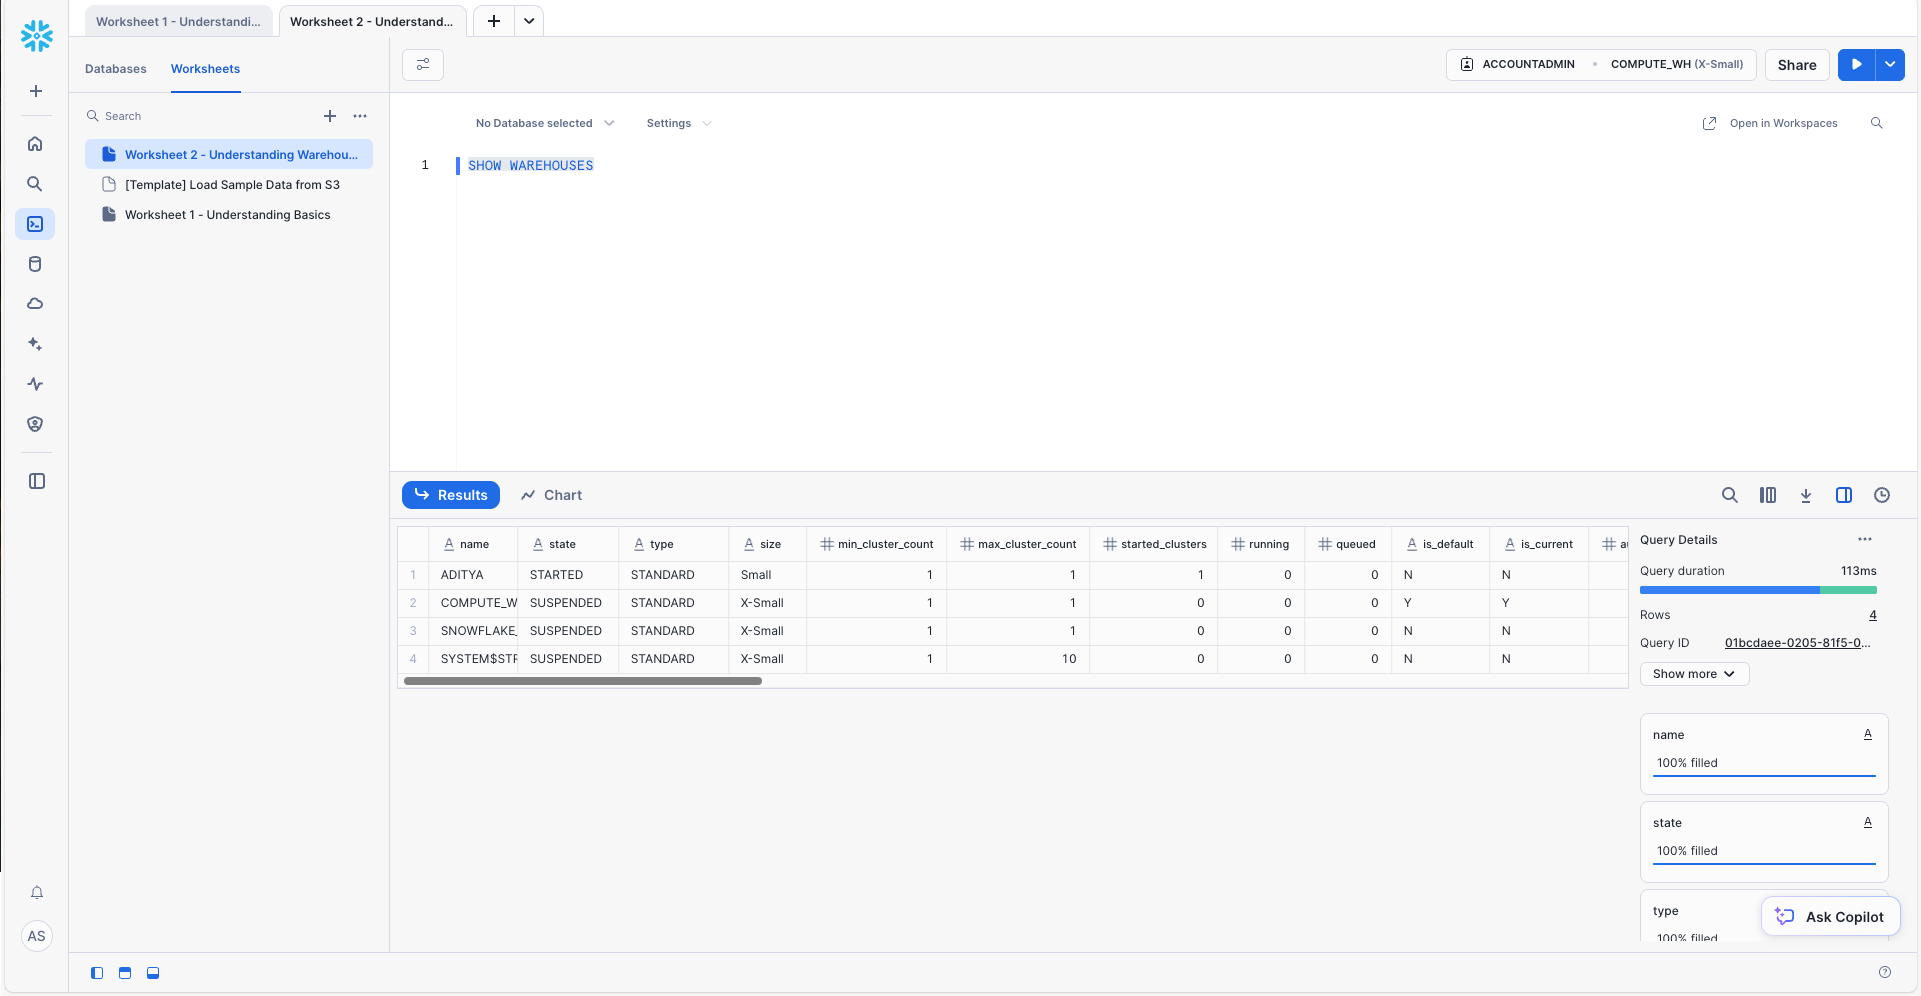 Worksheet 1 - Understandi...
Worksheet 2 - Understand...
Databases
Worksheets
ACCOUNTADMIN
COMPUTE_WH (X-Small)
Share
Search
No Database selected
Settings
Open in Workspaces
Worksheet 2 - Understanding Warehou...
[Template] Load Sample Data from S3
Worksheet 1 - Understanding Basics
1
SHOW WAREHOUSES
Results
Chart
A name A state A type A size # min_cluster_count # max_cluster_count # started_clusters # running # queued A is_default A is_current # au
1 ADITYA STARTED STANDARD Small 1 1 1 0 0 N N
2 COMPUTE_W SUSPENDED STANDARD X-Small 1 1 0 0 0 Y Y
3 SNOWFLAKE_ SUSPENDED STANDARD X-Small 1 1 0 0 0 N N
4 SYSTEM$STR SUSPENDED STANDARD X-Small 1 10 0 0 0 N N
Query Details
Query duration 113ms
Rows 4
Query ID 01bcdaee-0205-81f5-0...
Show more
name A
100% filled
state A
100% filled
type
100% filled
Ask Copilot
AS